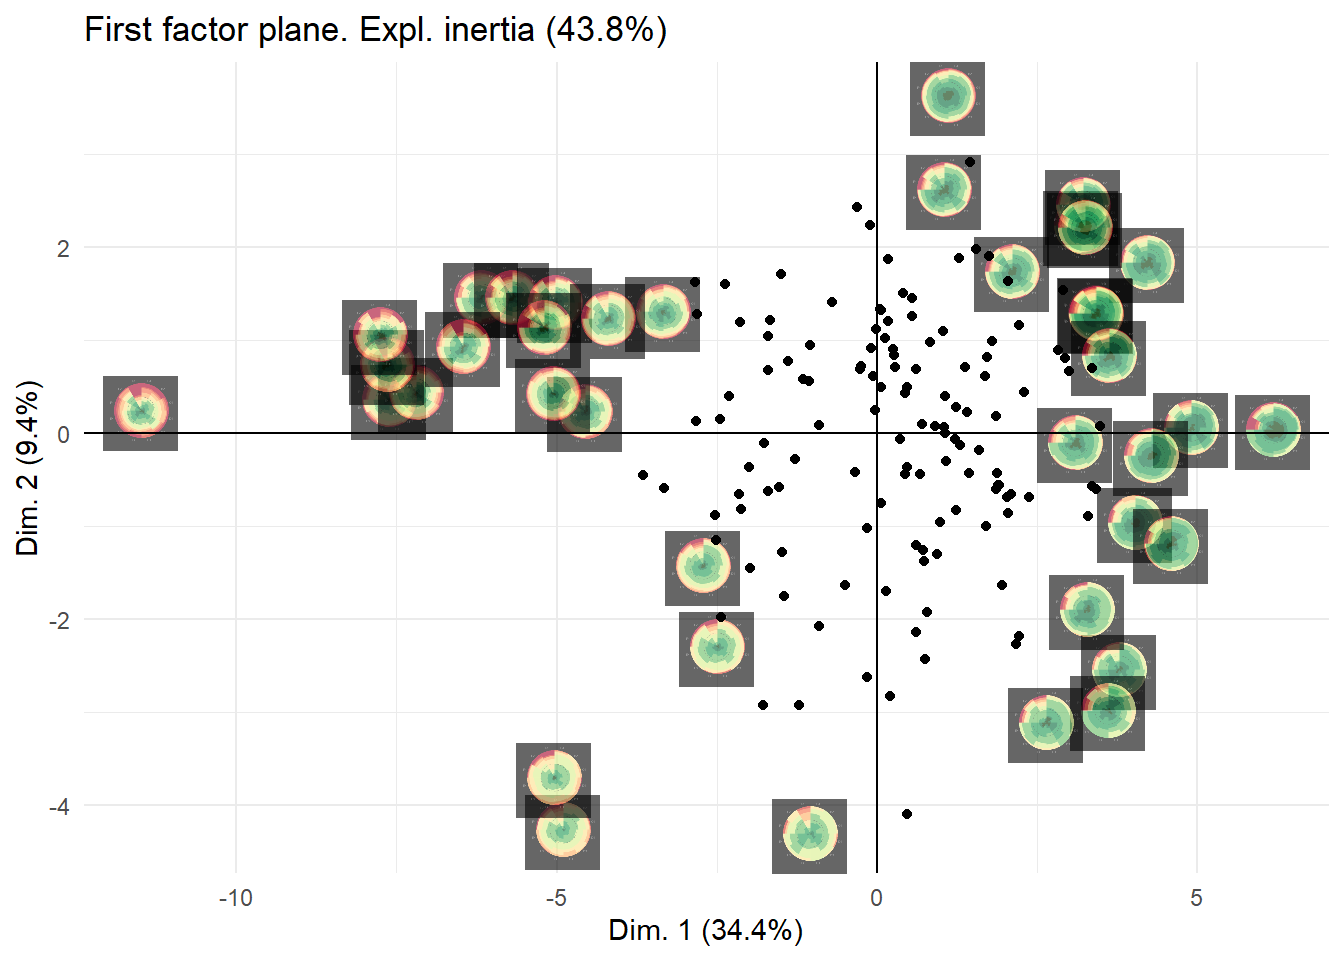 First factor plane. Expl. inertia (43.8%)
Dim. 2 (9.4%)
2
0
-2
-4
-10
-5
0
5
Dim. 1 (34.4%)